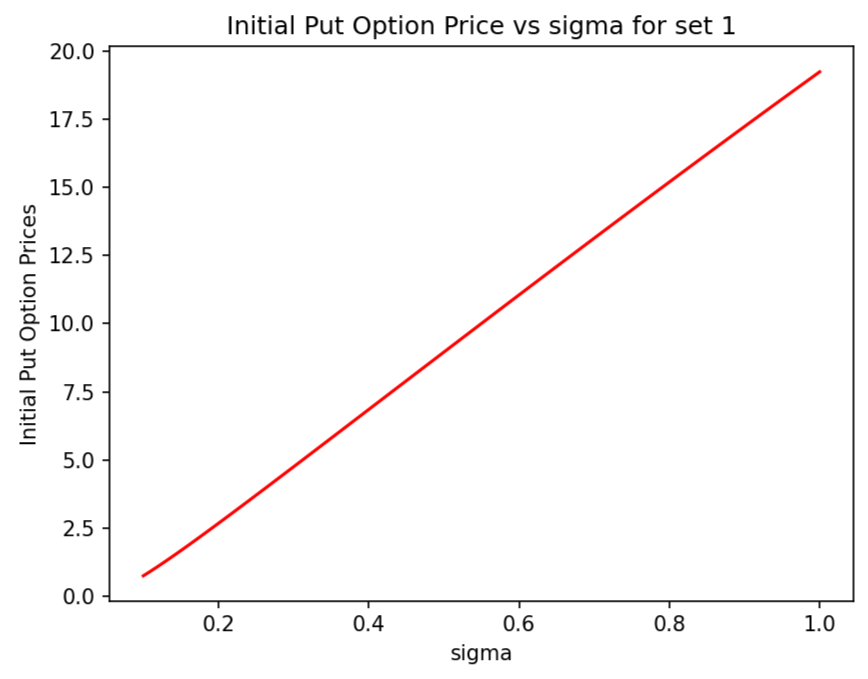 Initial Put Option Price vs sigma for set 1
20.0
17.5
15.0
12.5
10.0
7.5
5.0
2.5
0.0
Initial Put Option Prices
0.2 0.4 0.6 0.8 1.0
sigma